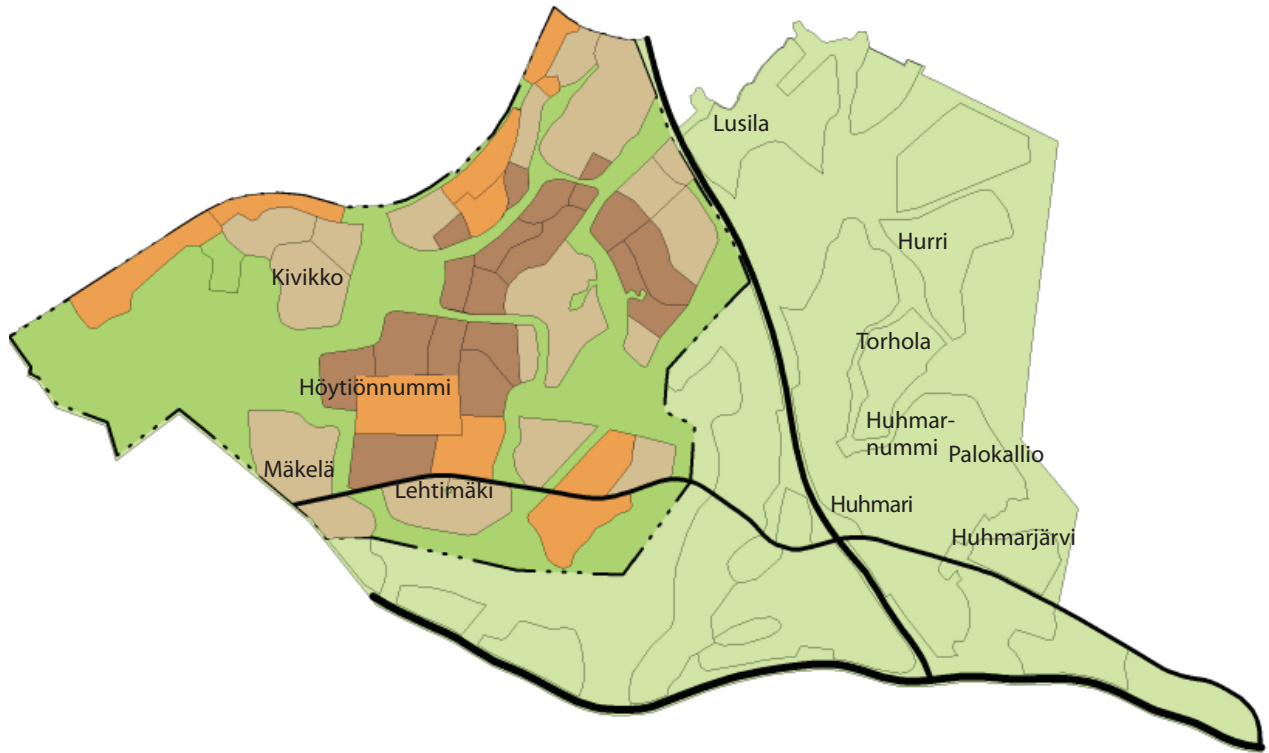 Lusila
Hurri
Kivikko
Torhola
Höytiönnummi
Huhmar-
nummi
Palokallio
Mäkelä
Lehtimäki
Huhmari
Huhmarjärvi